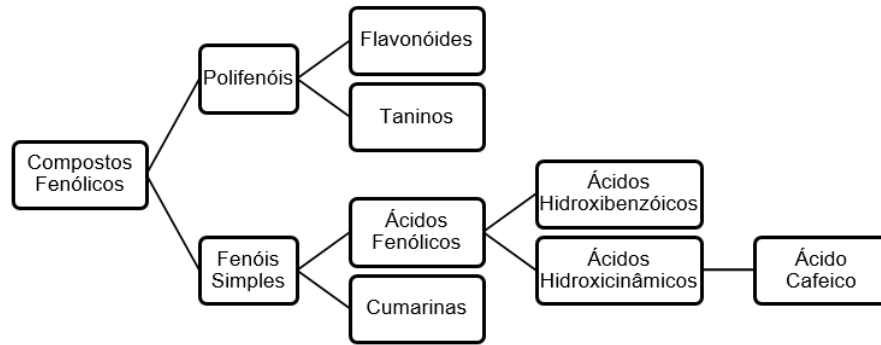 Compostos
Fenólicos
Polifenóis
Flavonóides
Taninos
Fenóis
Simples
Ácidos
Fenólicos
Cumarinas
Ácidos
Hidroxibenzóicos
Ácidos
Hidroxicinâmicos
Ácido
Cafeico